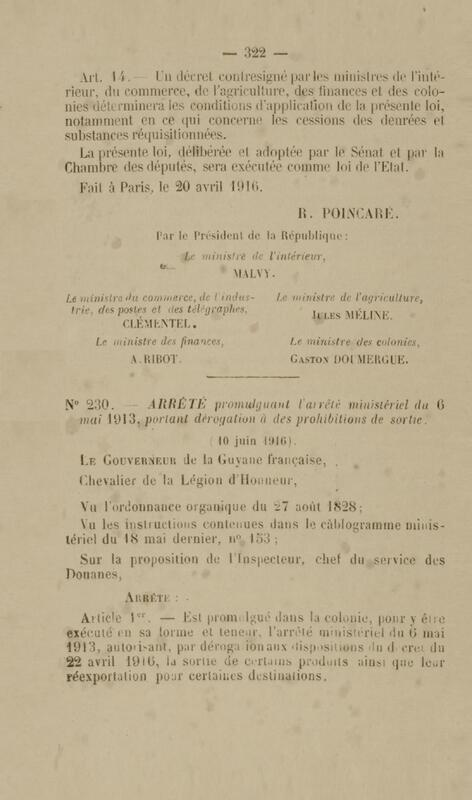 — 322 —
Art. 14. — Un décret contresigné par les ministres de l'inté-
rieur, du commerce, de l'agriculture, des finances et des colo-
nies déterminera les conditions d'application de la présente loi,
notamment en ce qui concerne les cessions des denrées et
substances réquisitionnées.
La présente loi, délibérée et adoptée par le Sénat et par la
Chambre des députés, sera exécutée comme loi de l'Etat.
Fait à Paris, le 20 avril 1916.
R. POINCARÉ.
Par le Président de la République :
Le ministre de l'intérieur,
MALVY.
Le ministre du commerce, de l'indus-
trie, des postes et des télégraphes,
CLÉMENTEL.
Le ministre de l'agriculture,
JULES MÉLINE.
Le ministre des finances,
A. RIBOT.
Le ministre des colonies,
GASTON DOUMERGUE.
N° 230. — ARRÊTÉ promulguant l'arrêté ministériel du 6
mai 1913, portant dérogation à des prohibitions de sortie.
(10 juin 1916).
LE GOUVERNEUR de la Guyane française,
Chevalier de la Légion d'Honneur,
Vu l'ordonnance organique du 27 août 1828 ;
Vu les instructions contenues dans le câblogramme minis-
tériel du 18 mai dernier, n° 153 ;
Sur la proposition de l'Inspecteur, chef du service des
Douanes,
ARRÊTE :
Article 1er. — Est promulgué dans la colonie, pour y être
exécuté en sa forme et teneur, l'arrêté ministériel du 6 mai
1913, autorisant, par dérogation aux dispositions du décret du
22 avril 1916, la sortie de certains produits ainsi que leur
réexportation pour certaines destinations.